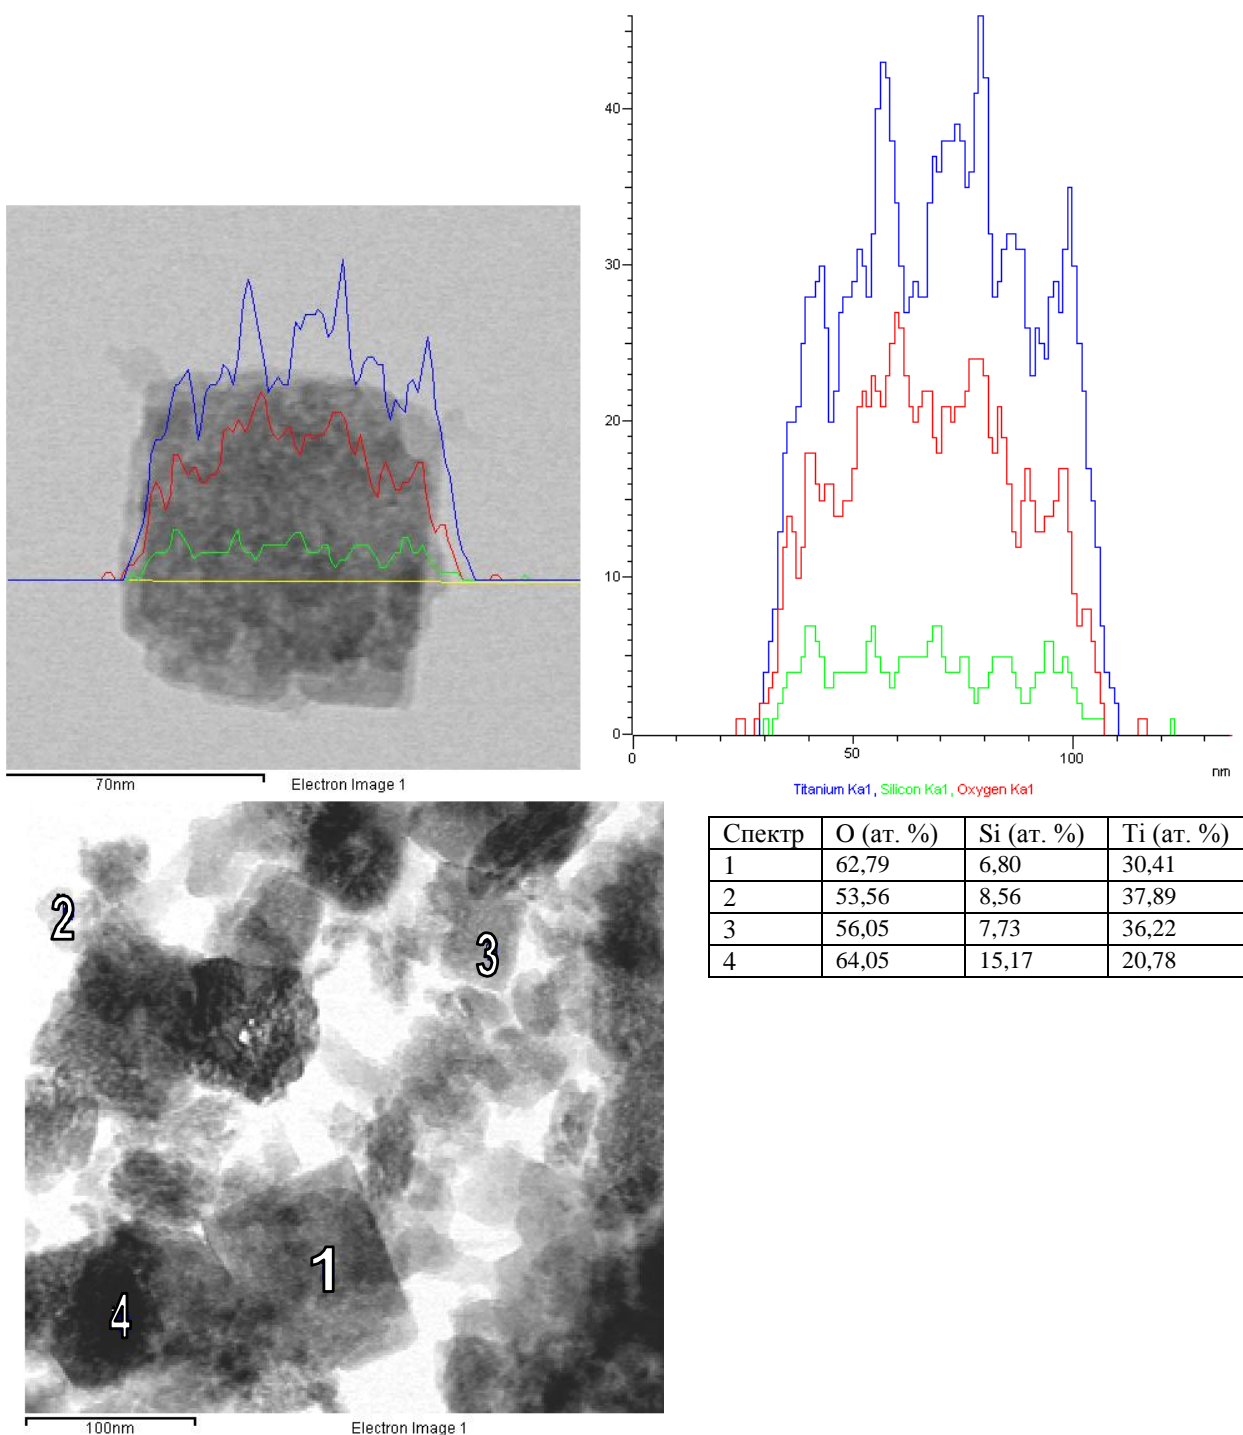 40
30
20
10
0
0 50 100
nm
Titanium Ka1, Silicon Ka1, Oxygen Ka1
70nm Electron Image 1
Спектр O (ат. %) Si (ат. %) Ti (ат. %)
1 62,79 6,80 30,41
2 53,56 8,56 37,89
3 56,05 7,73 36,22
4 64,05 15,17 20,78
2
3
1
4
100nm Electron Image 1